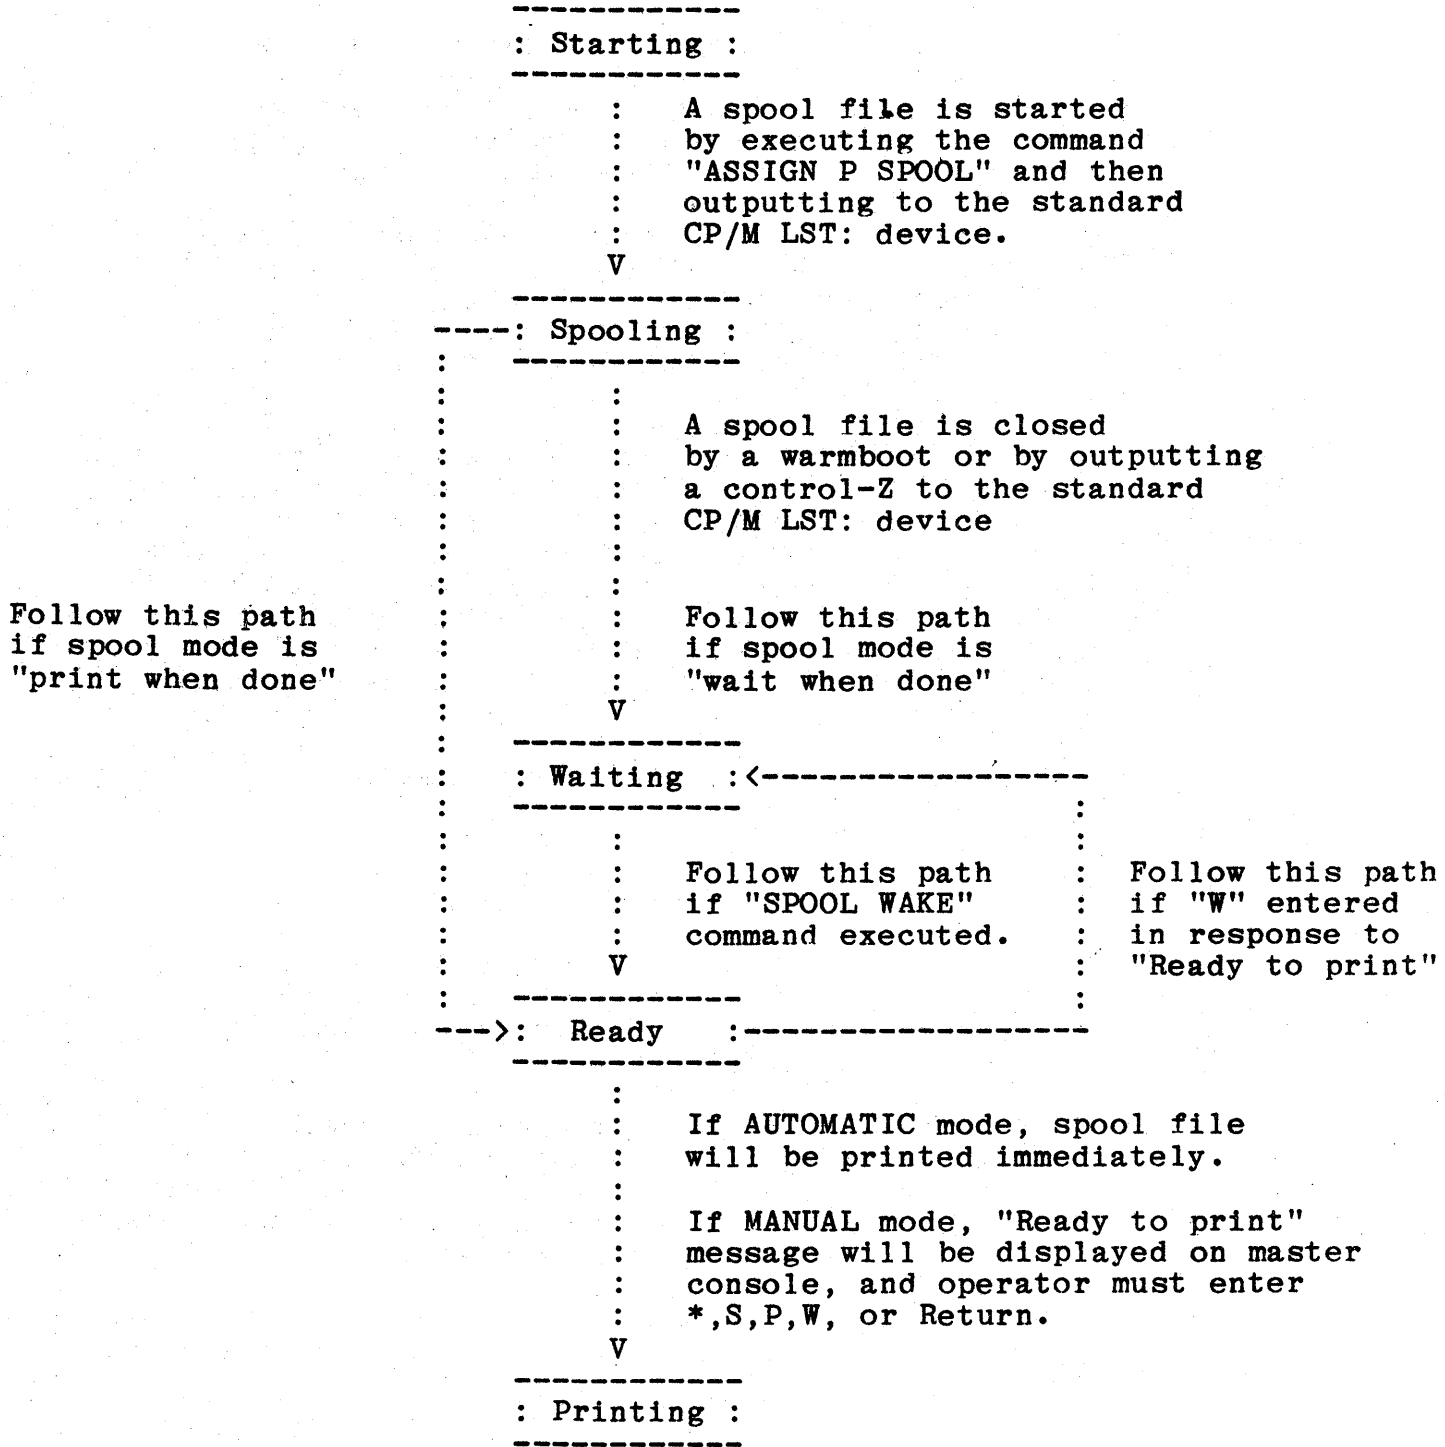 ------------
: Starting :
------------
A spool file is started
by executing the command
"ASSIGN P SPOOL" and then
outputting to the standard
CP/M LST: device.
V
------------
----: Spooling :
------------
A spool file is closed
by a warmboot or by outputting
a control-Z to the standard
CP/M LST: device
Follow this path
if spool mode is
"print when done"
Follow this path
if spool mode is
"wait when done"
V
------------
: Waiting :<------------------
------------
Follow this path
if "SPOOL WAKE"
command executed.
V
Follow this path
if "W" entered
in response to
"Ready to print"
------------
--->: Ready :------------------
------------
If AUTOMATIC mode, spool file
will be printed immediately.
If MANUAL mode, "Ready to print"
message will be displayed on master
console, and operator must enter
*,S,P,W, or Return.
V
------------
: Printing :
------------